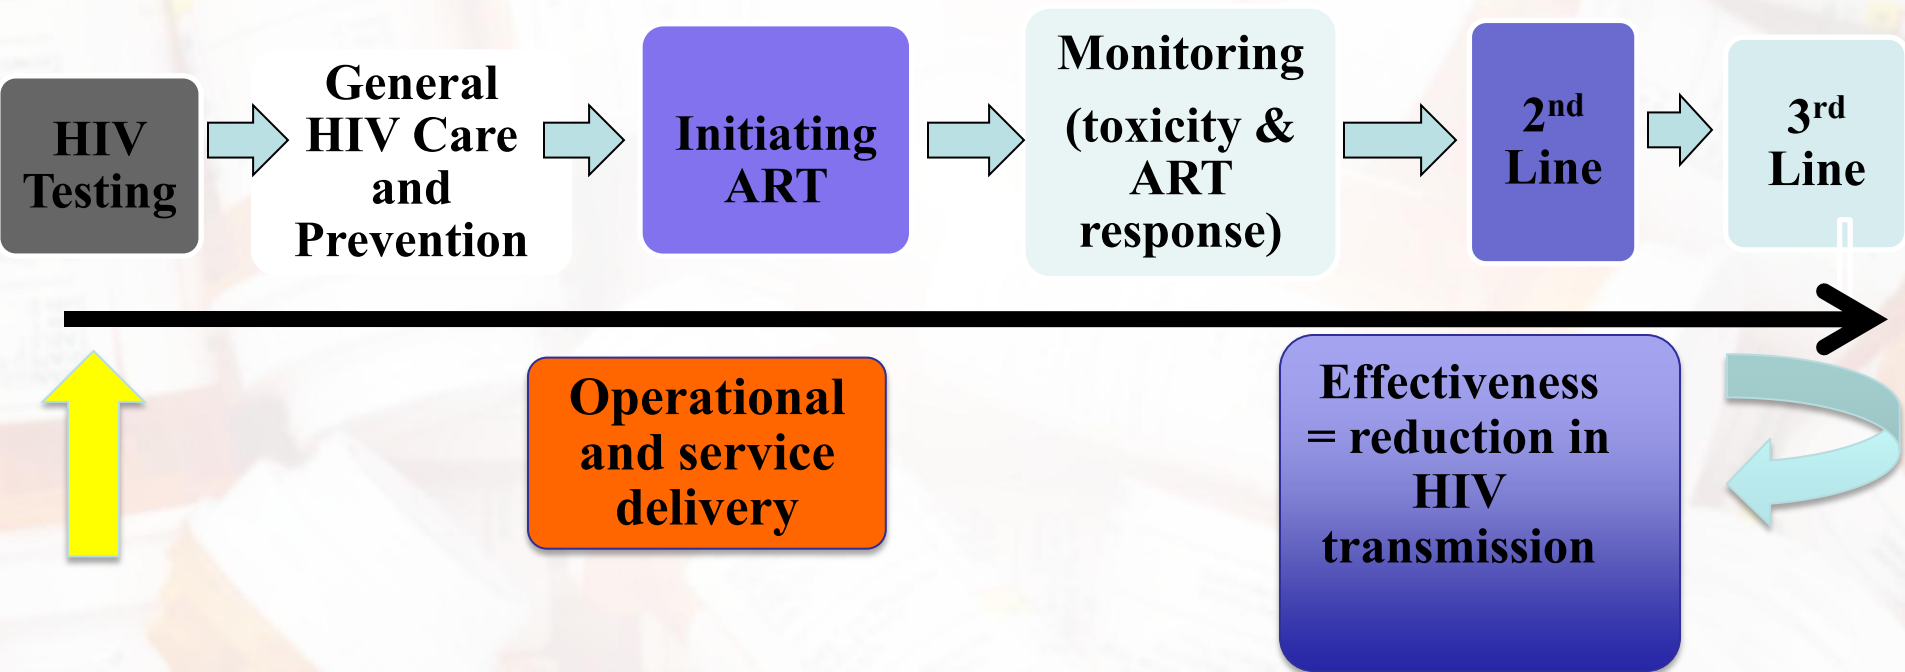 HIV
Testing
General
HIV Care
and
Prevention
Initiating
ART
Monitoring
(toxicity &
ART
response)
2nd
Line
3rd
Line
Operational
and service
delivery
Effectiveness
= reduction in
HIV
transmission